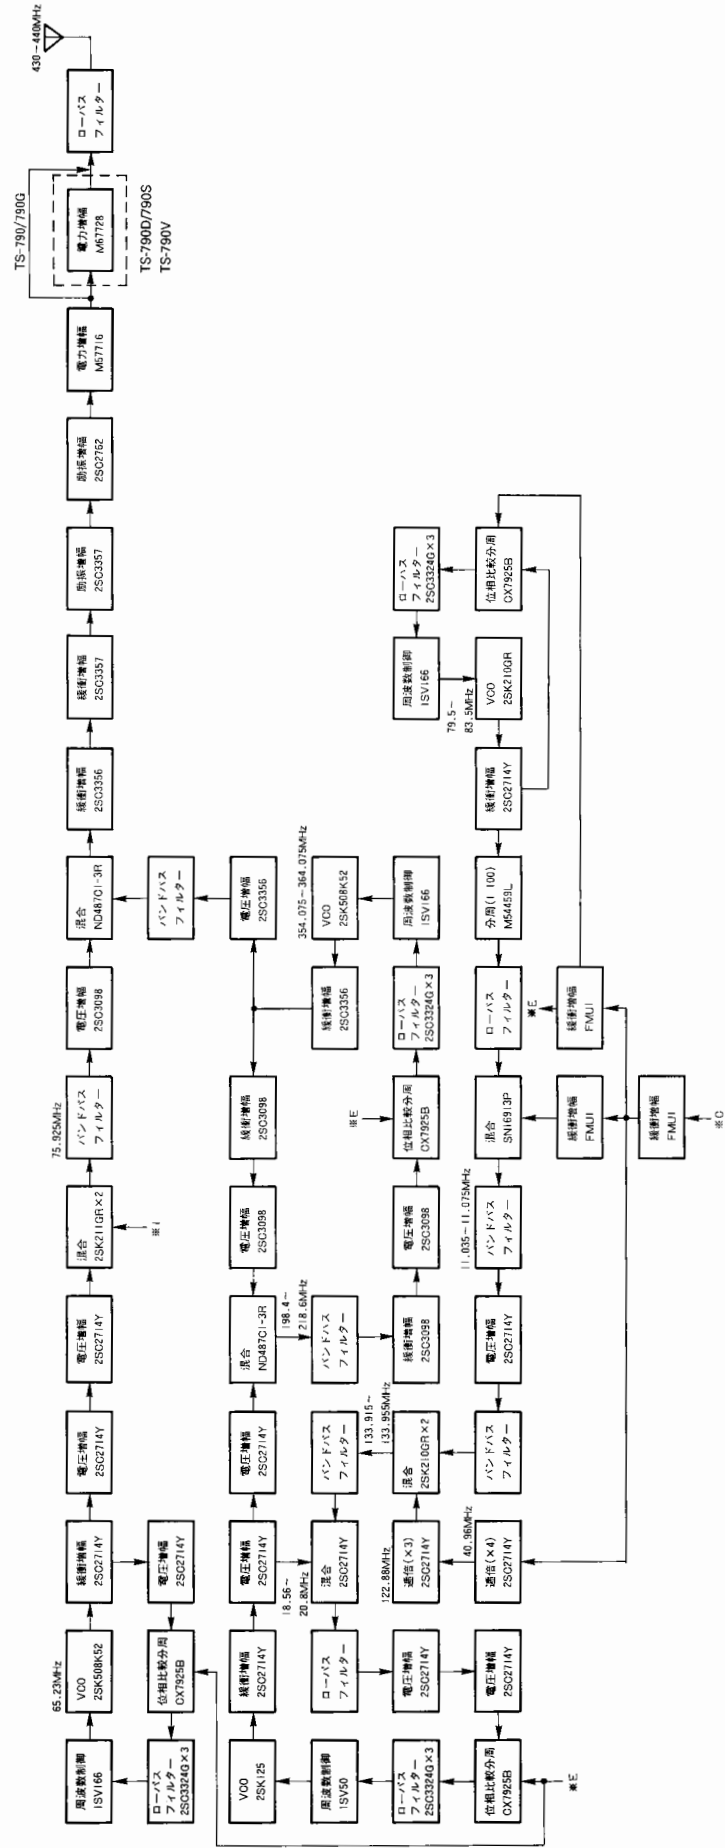 430～440MHz
ローパス
フィルター
TS-790/790G
電力増幅
M67728
TS-790D/790S
TS-790V
電力増幅
M57716
励振増幅
2SC2762
励振増幅
2SC3357
緩衝増幅
2SC3357
緩衝増幅
2SC3356
混合
ND487C1-3R
電圧増幅
2SC3098
75.925MHz
バンドパス
フィルター
混合
2SK211GR×2
※I
電圧増幅
2SC2714Y
電圧増幅
2SC2714Y
緩衝増幅
2SC2714Y
65.23MHz
VCO
2SK508K52
周波数制御
1SV166
電圧増幅
2SC2714Y
位相比較分周
CX7925B
ローパス
フィルター
2SC3324G×3
バンドパス
フィルター
電圧増幅
2SC3356
354.075～364.075MHz
VCO
2SK508K52
緩衝増幅
2SC3356
周波数制御
1SV166
ローパス
フィルター
2SC3324G×3
※E
位相比較分周
CX7925B
電圧増幅
2SC3098
緩衝増幅
2SC3098
緩衝増幅
2SC3098
電圧増幅
2SC3098
混合
ND487C1-3R
198.4～
218.6MHz
バンドパス
フィルター
電圧増幅
2SC2714Y
電圧増幅
2SC2714Y
緩衝増幅
2SC2714Y
VCO
2SK125
周波数制御
1SV50
ローパス
フィルター
2SC3324G×3
位相比較分周
CX7925B
※E
18.56～
20.8MHz
混合
2SC2714Y
ローパス
フィルター
電圧増幅
2SC2714Y
電圧増幅
2SC2714Y
バンドパス
フィルター
133.915～
133.955MHz
混合
2SK210GR×2
122.88MHz
逓倍(×3)
2SC2714Y
40.96MHz
逓倍(×4)
2SC2714Y
バンドパス
フィルター
電圧増幅
2SC2714Y
11.035～11.075MHz
バンドパス
フィルター
混合
SN16913P
ローパス
フィルター
分周(1 100)
M54459L
緩衝増幅
2SC2714Y
VCO
2SK210GR
79.5～
83.5MHz
周波数制御
1SV166
ローパス
フィルター
2SC3324G×3
位相比較分周
CX7925B
※E
緩衝増幅
FMU1
緩衝増幅
FMU1
緩衝増幅
FMU1
※C